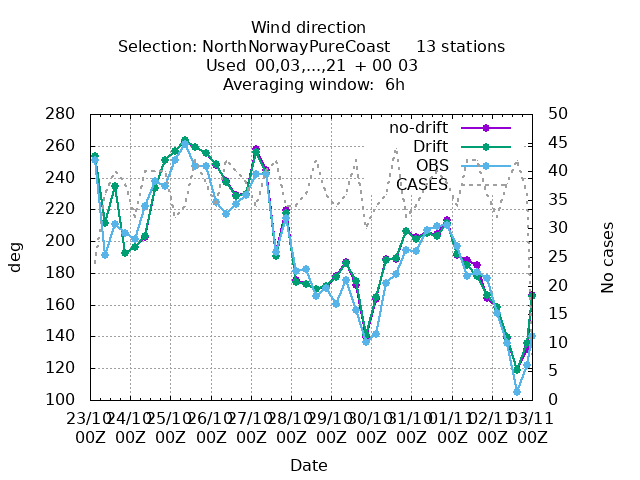 Wind direction
Selection: NorthNorwayPureCoast 13 stations
Used 00,03,...,21 + 00 03
Averaging window: 6h
280 50
no-drift
260 45
Drift
240 40
OBS
CASES
220 35
200 30
180 25
160 20
140 15
120 10
100 5
0
deg
No cases
23/10 24/10 25/10 26/10 27/10 28/10 29/10 30/10 31/10 01/11 02/11 03/11
00Z 00Z 00Z 00Z 00Z 00Z 00Z 00Z 00Z 00Z 00Z 00Z
Date